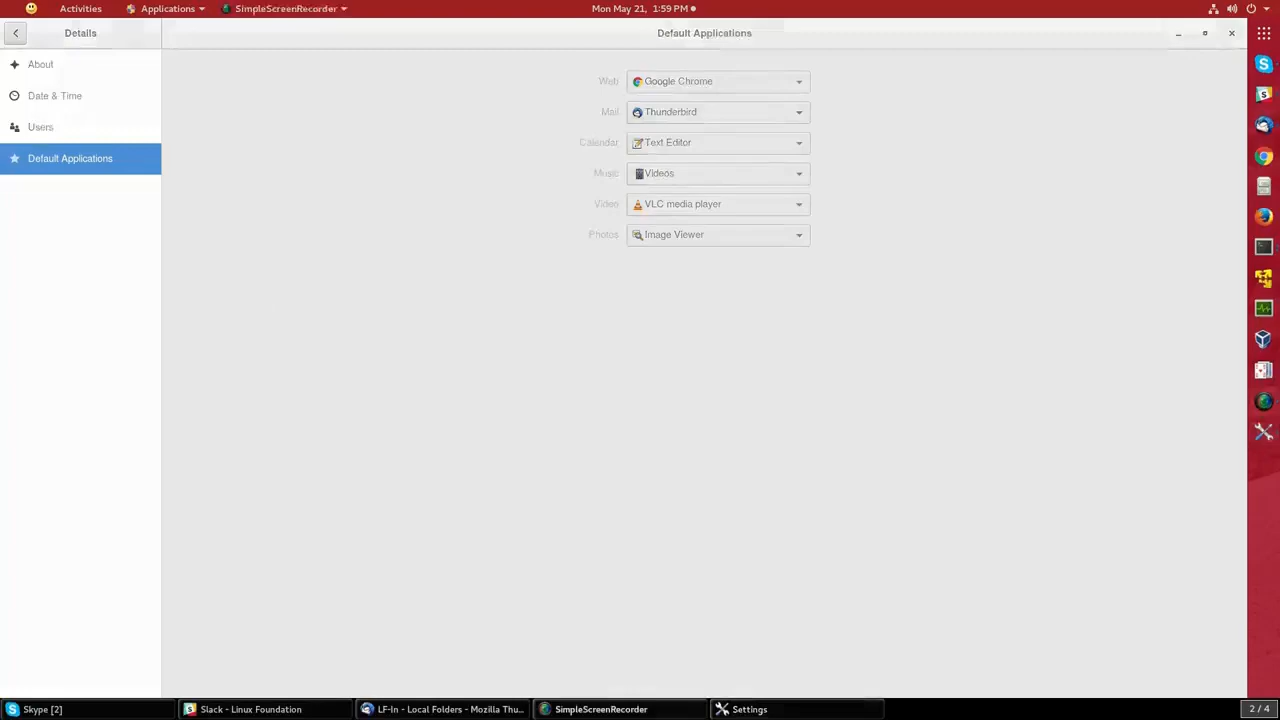 Activities Applications SimpleScreenRecorder Mon May 21, 1:59 PM
Details Default Applications
About
Date & Time
Users
Default Applications
Web Google Chrome
Mail Thunderbird
Calendar Text Editor
Music Videos
Video VLC media player
Photos Image Viewer
Skype [2] Slack - Linux Foundation LF-In - Local Folders - Mozilla Thu... SimpleScreenRecorder Settings 2 / 4